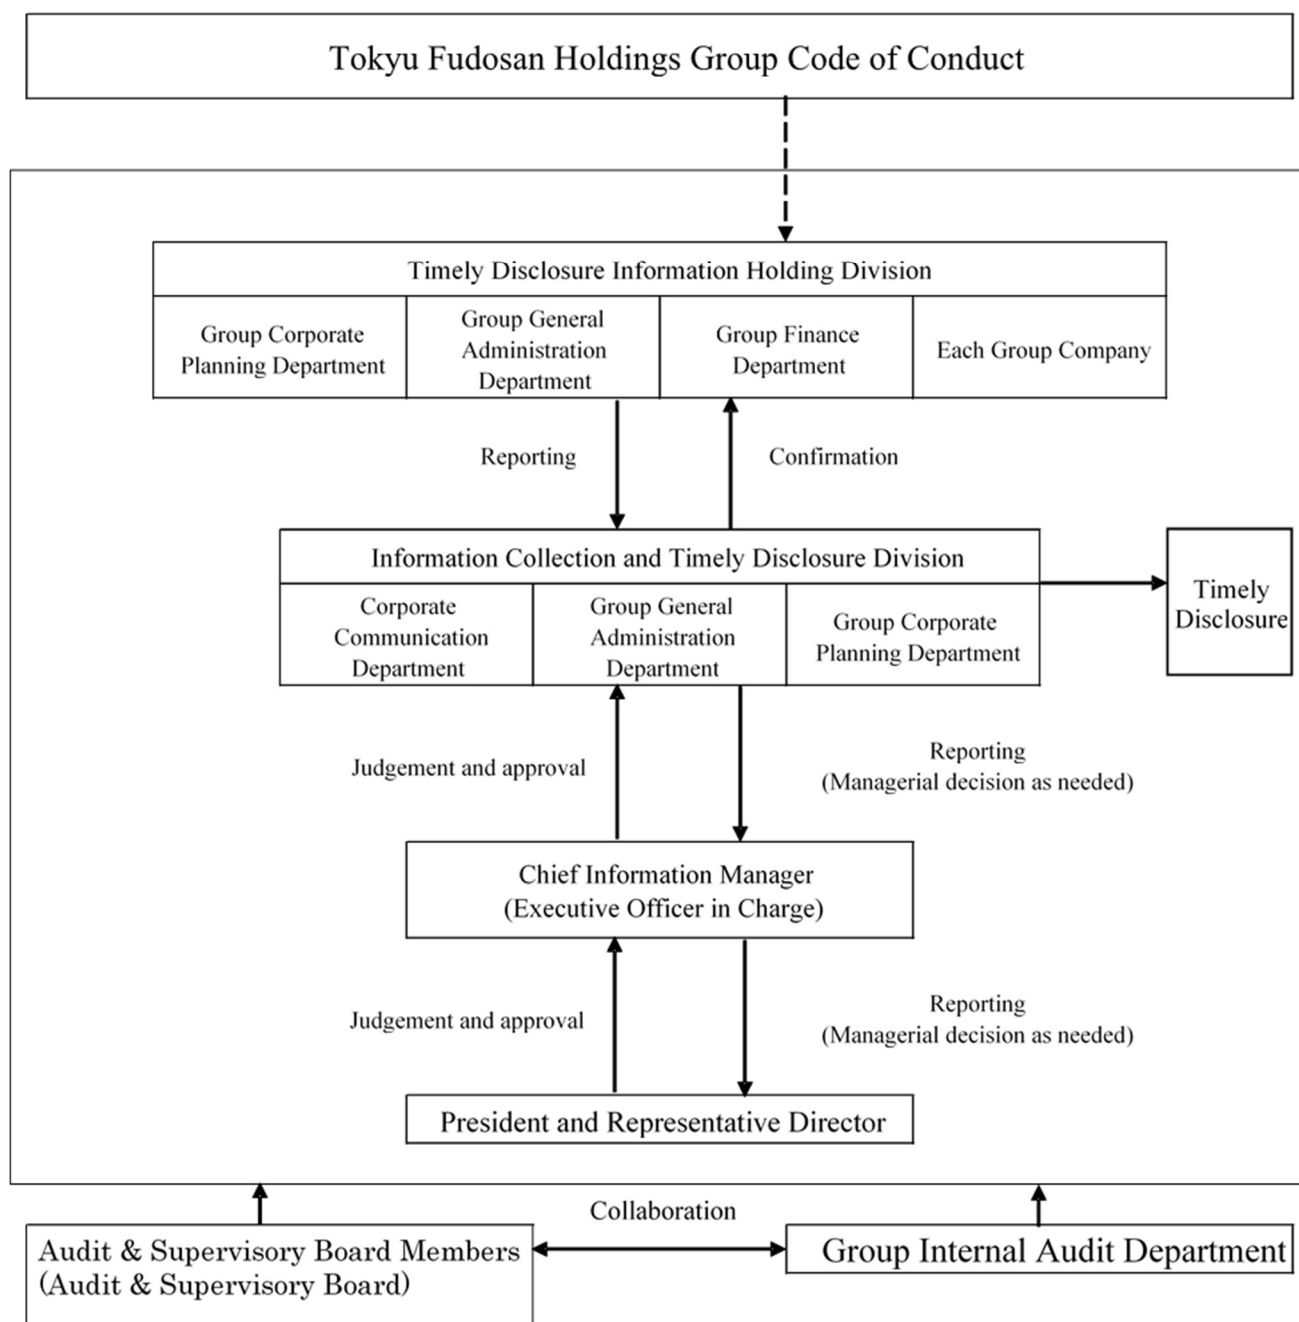 Tokyu Fudosan Holdings Group Code of Conduct
Timely Disclosure Information Holding Division
Group Corporate
Planning Department
Group General
Administration
Department
Group Finance
Department
Each Group Company
Reporting
Confirmation
Information Collection and Timely Disclosure Division
Corporate
Communication
Department
Group General
Administration
Department
Group Corporate
Planning Department
Timely
Disclosure
Judgement and approval
Reporting
(Managerial decision as needed)
Chief Information Manager
(Executive Officer in Charge)
Judgement and approval
Reporting
(Managerial decision as needed)
President and Representative Director
Collaboration
Audit & Supervisory Board Members
(Audit & Supervisory Board)
Group Internal Audit Department